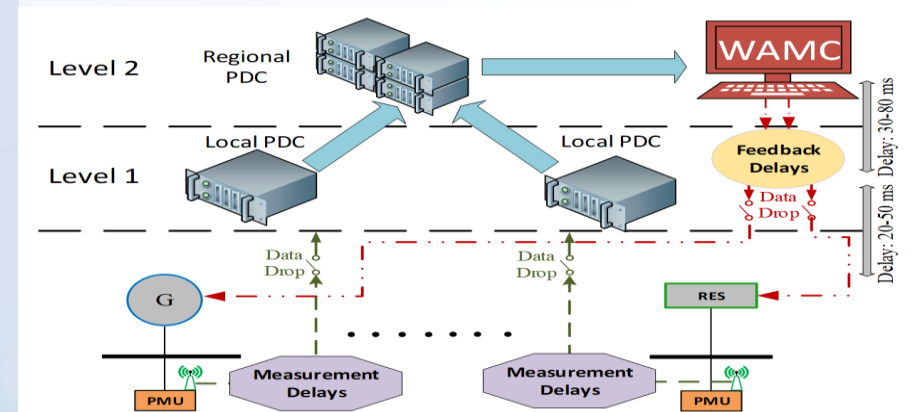 Level 2
Regional
PDC
WAMC
Delay: 30-80 ms
Local PDC
Local PDC
Feedback
Delays
Level 1
Data
Drop
Delay: 20-50 ms
Data
Drop
Data
Drop
G
RES
Measurement
Delays
Measurement
Delays
PMU
PMU